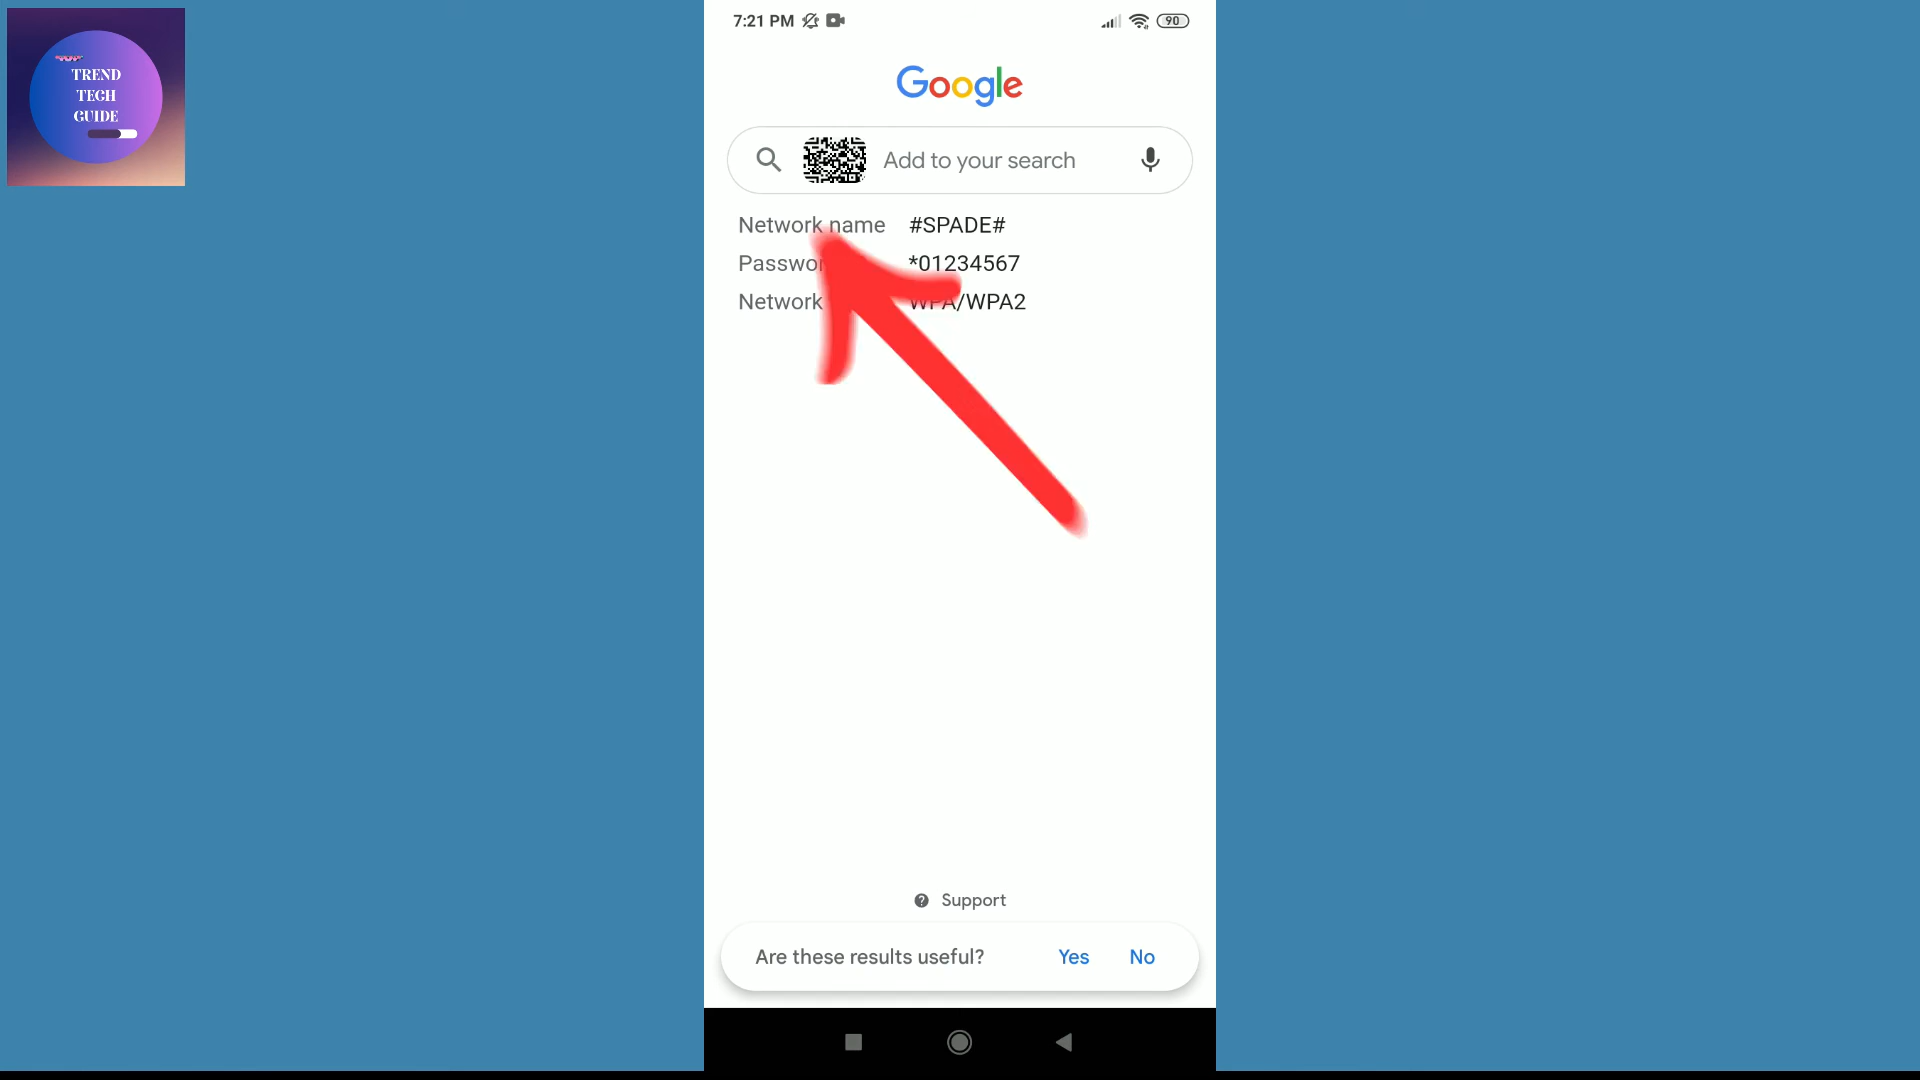 TREND
TECH
GUIDE
7:21 PM
90
Google
Add to your search
Network name #SPADE#
*01234567
Network WPA/WPA2
Support
Are these results useful? Yes No